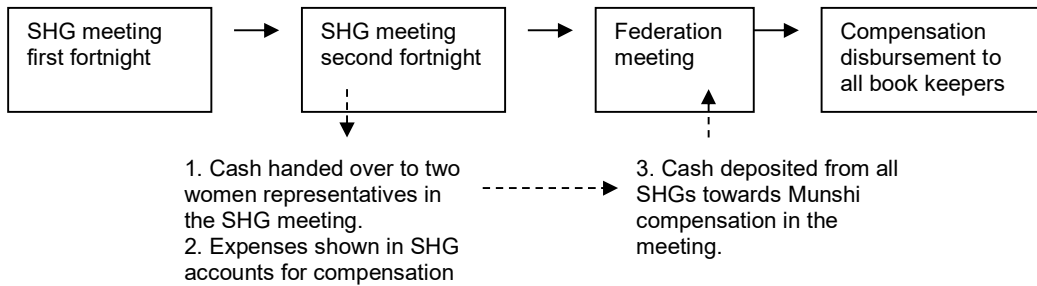 SHG meeting
first fortnight
SHG meeting
second fortnight
Federation
meeting
Compensation
disbursement to
all book keepers
1. Cash handed over to two
women representatives in
the SHG meeting.
2. Expenses shown in SHG
accounts for compensation
3. Cash deposited from all
SHGs towards Munshi
compensation in the
meeting.